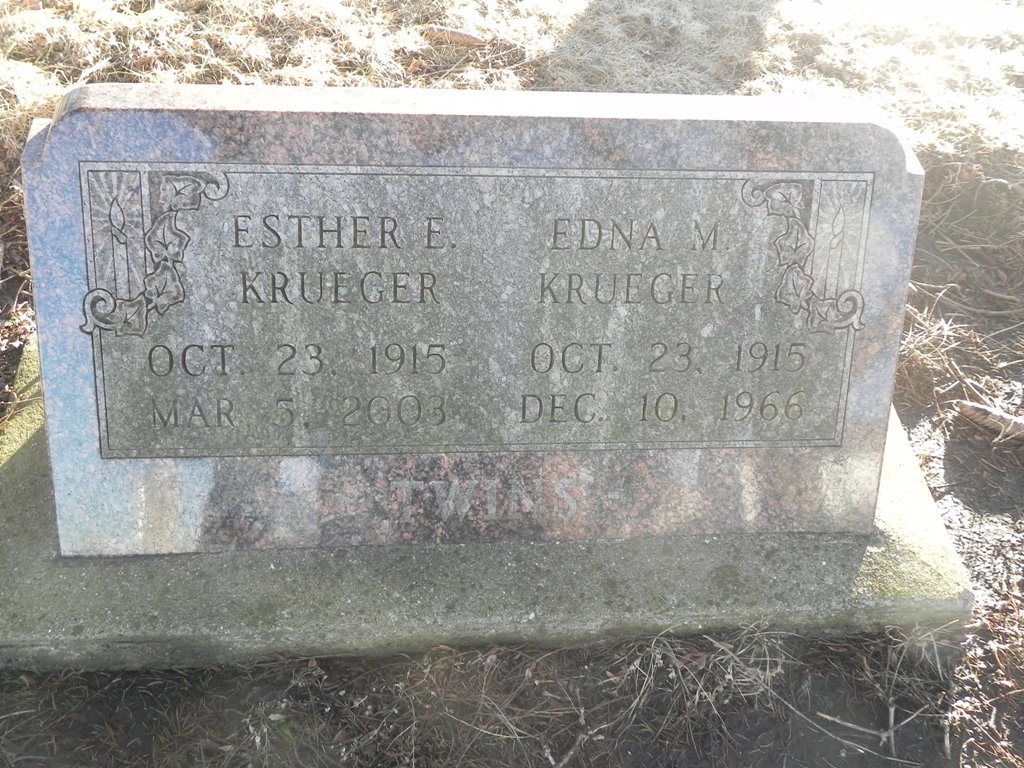 ESTHER E.
KRUEGER
OCT. 23, 1915
MAR 5, 2003
EDNA M.
KRUEGER
OCT. 23, 1915
DEC. 10, 1966
TWINS